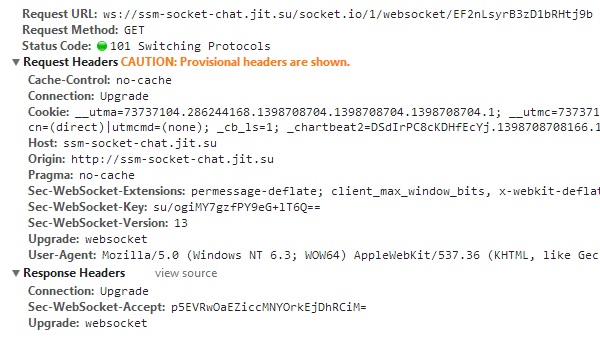 Request URL: ws://ssm-socket-chat.jit.su/socket.io/1/websocket/EF2nLsyrB3zD1bRHtj9b
Request Method: GET
Status Code: 101 Switching Protocols
Request Headers CAUTION: Provisional headers are shown.
Cache-Control: no-cache
Connection: Upgrade
Cookie: __utma=73737104.286244168.1398708704.1398708704.1398708704.1; __utmc=737371
cn=(direct)|utmcmd=(none); _cb_ls=1; _chartbeat2=DSdIrPC8cKDHfEcYj.1398708708166.1
Host: ssm-socket-chat.jit.su
Origin: http://ssm-socket-chat.jit.su
Pragma: no-cache
Sec-WebSocket-Extensions: permessage-deflate; client_max_window_bits, x-webkit-deflat
Sec-WebSocket-Key: su/ogiMY7gzfPY9eG+lT6Q==
Sec-WebSocket-Version: 13
Upgrade: websocket
User-Agent: Mozilla/5.0 (Windows NT 6.3; WOW64) AppleWebKit/537.36 (KHTML, like Gec
Response Headers view source
Connection: Upgrade
Sec-WebSocket-Accept: p5EVRwOaEZiccMNYOrkEjDhRCiM=
Upgrade: websocket